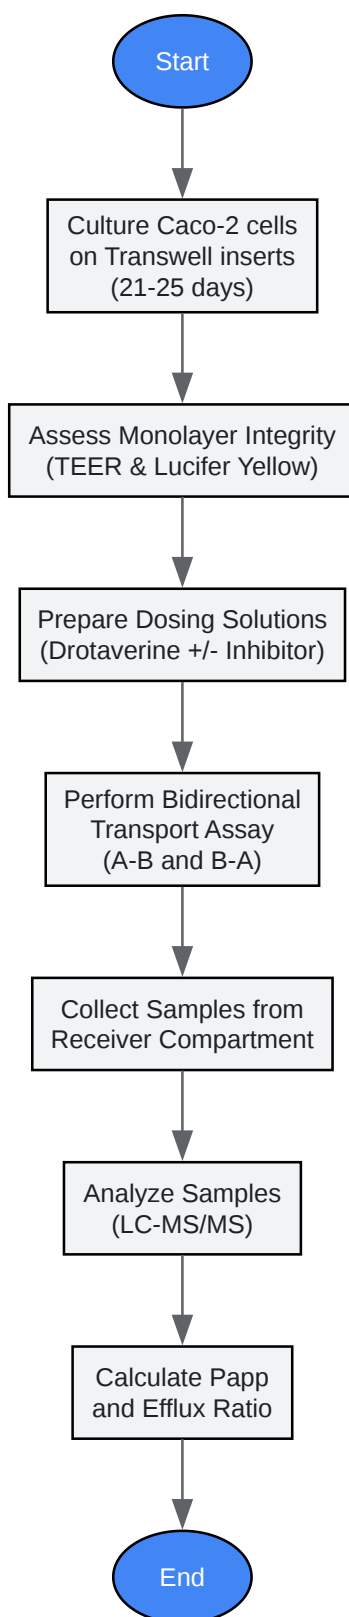 Start
Culture Caco-2 cells
on Transwell inserts
(21-25 days)
Assess Monolayer Integrity
(TEER & Lucifer Yellow)
Prepare Dosing Solutions
(Drotaverine +/- Inhibitor)
Perform Bidirectional
Transport Assay
(A-B and B-A)
Collect Samples from
Receiver Compartment
Analyze Samples
(LC-MS/MS)
Calculate Papp
and Efflux Ratio
End